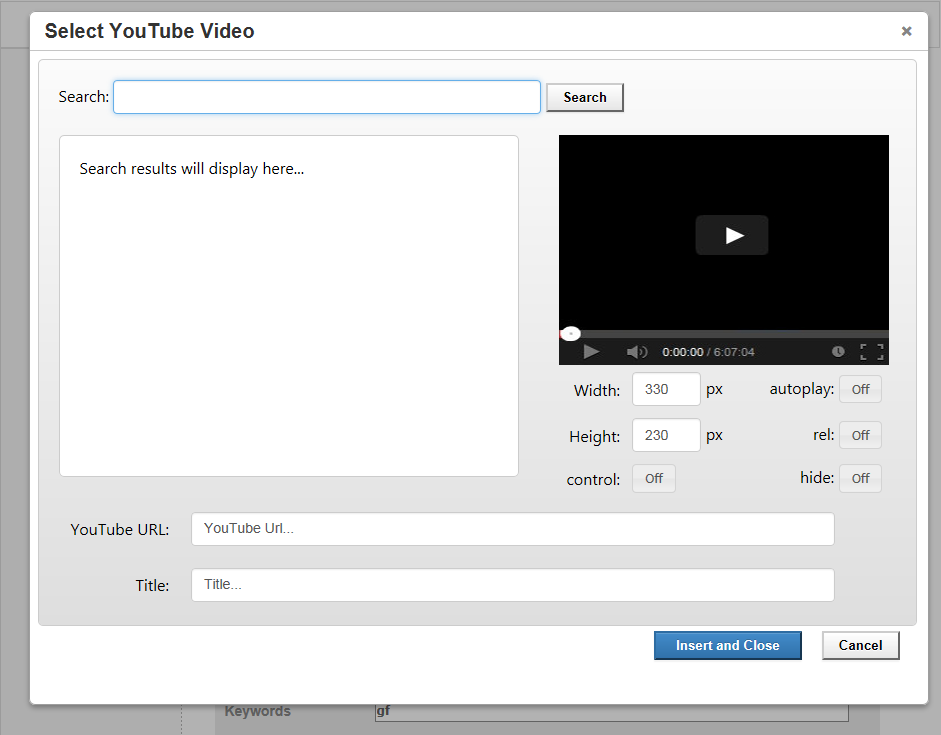 Select YouTube Video ×
Search: Search
Search results will display here...
0:00:00 / 6:07:04
Width: 330 px autoplay: Off
Height: 230 px rel: Off
control: Off hide: Off
YouTube URL: YouTube Url...
Title: Title...
Insert and Close Cancel
Keywords gf